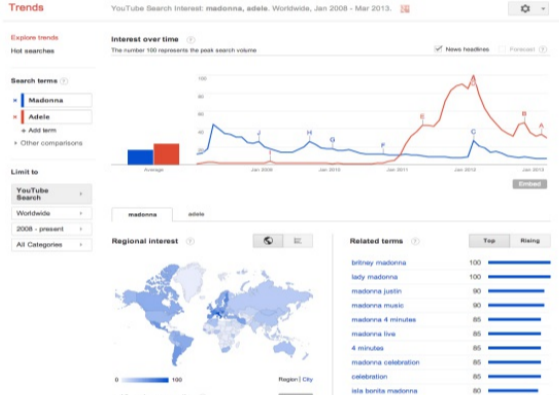 Trends
YouTube Search Interest: madonna, adele. Worldwide, Jan 2008 - Mar 2013.
Explore trends
Hot searches
Search terms ?
× Madonna
× Adele
+ Add term
+ Other comparisons
Limit to
YouTube Search
Worldwide
2008 - present
All Categories
Interest over time ?
The number 100 represents the peak search volume
News headlines
Forecast ?
100
80
60
40
20
J
I
H
G
F
E
D
C
B
A
Average
Jan 2009
Jan 2010
Jan 2011
Jan 2012
Jan 2013
Embed
madonna
adele
Regional interest ?
0
100
Region | City
Related terms ?
Top
Rising
britney madonna 100
lady madonna 100
madonna justin 90
madonna music 90
madonna 4 minutes 85
madonna live 85
4 minutes 85
madonna celebration 85
celebration 85
isla bonita madonna 80